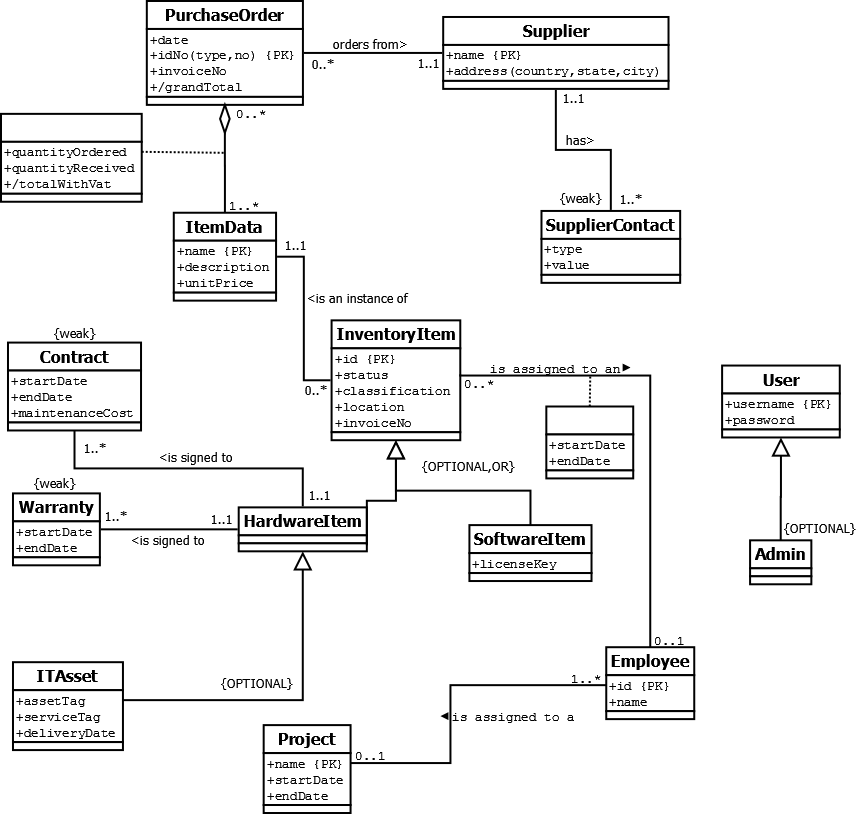 PurchaseOrder
+date
+idNo(type,no) {PK}
+invoiceNo
+/grandTotal
orders from>
0..*
1..1
Supplier
+name {PK}
+address(country,state,city)
0..*
1..1
has>
+quantityOrdered
+quantityReceived
+/totalWithVat
1..*
{weak}
1..*
ItemData
+name {PK}
+description
+unitPrice
1..1
SupplierContact
+type
+value
<is an instance of
{weak}
Contract
+startDate
+endDate
+maintenanceCost
InventoryItem
+id {PK}
+status
+classification
+location
+invoiceNo
0..*
is assigned to an►
0..*
+startDate
+endDate
User
+username {PK}
+password
1..*
<is signed to
{OPTIONAL,OR}
{weak}
Warranty
+startDate
+endDate
1..*
1..1
<is signed to
1..1
HardwareItem
SoftwareItem
+licenseKey
{OPTIONAL}
Admin
ITAsset
+assetTag
+serviceTag
+deliveryDate
{OPTIONAL}
0..1
Employee
+id {PK}
+name
1..*
◄is assigned to a
Project
+name {PK}
+startDate
+endDate
0..1